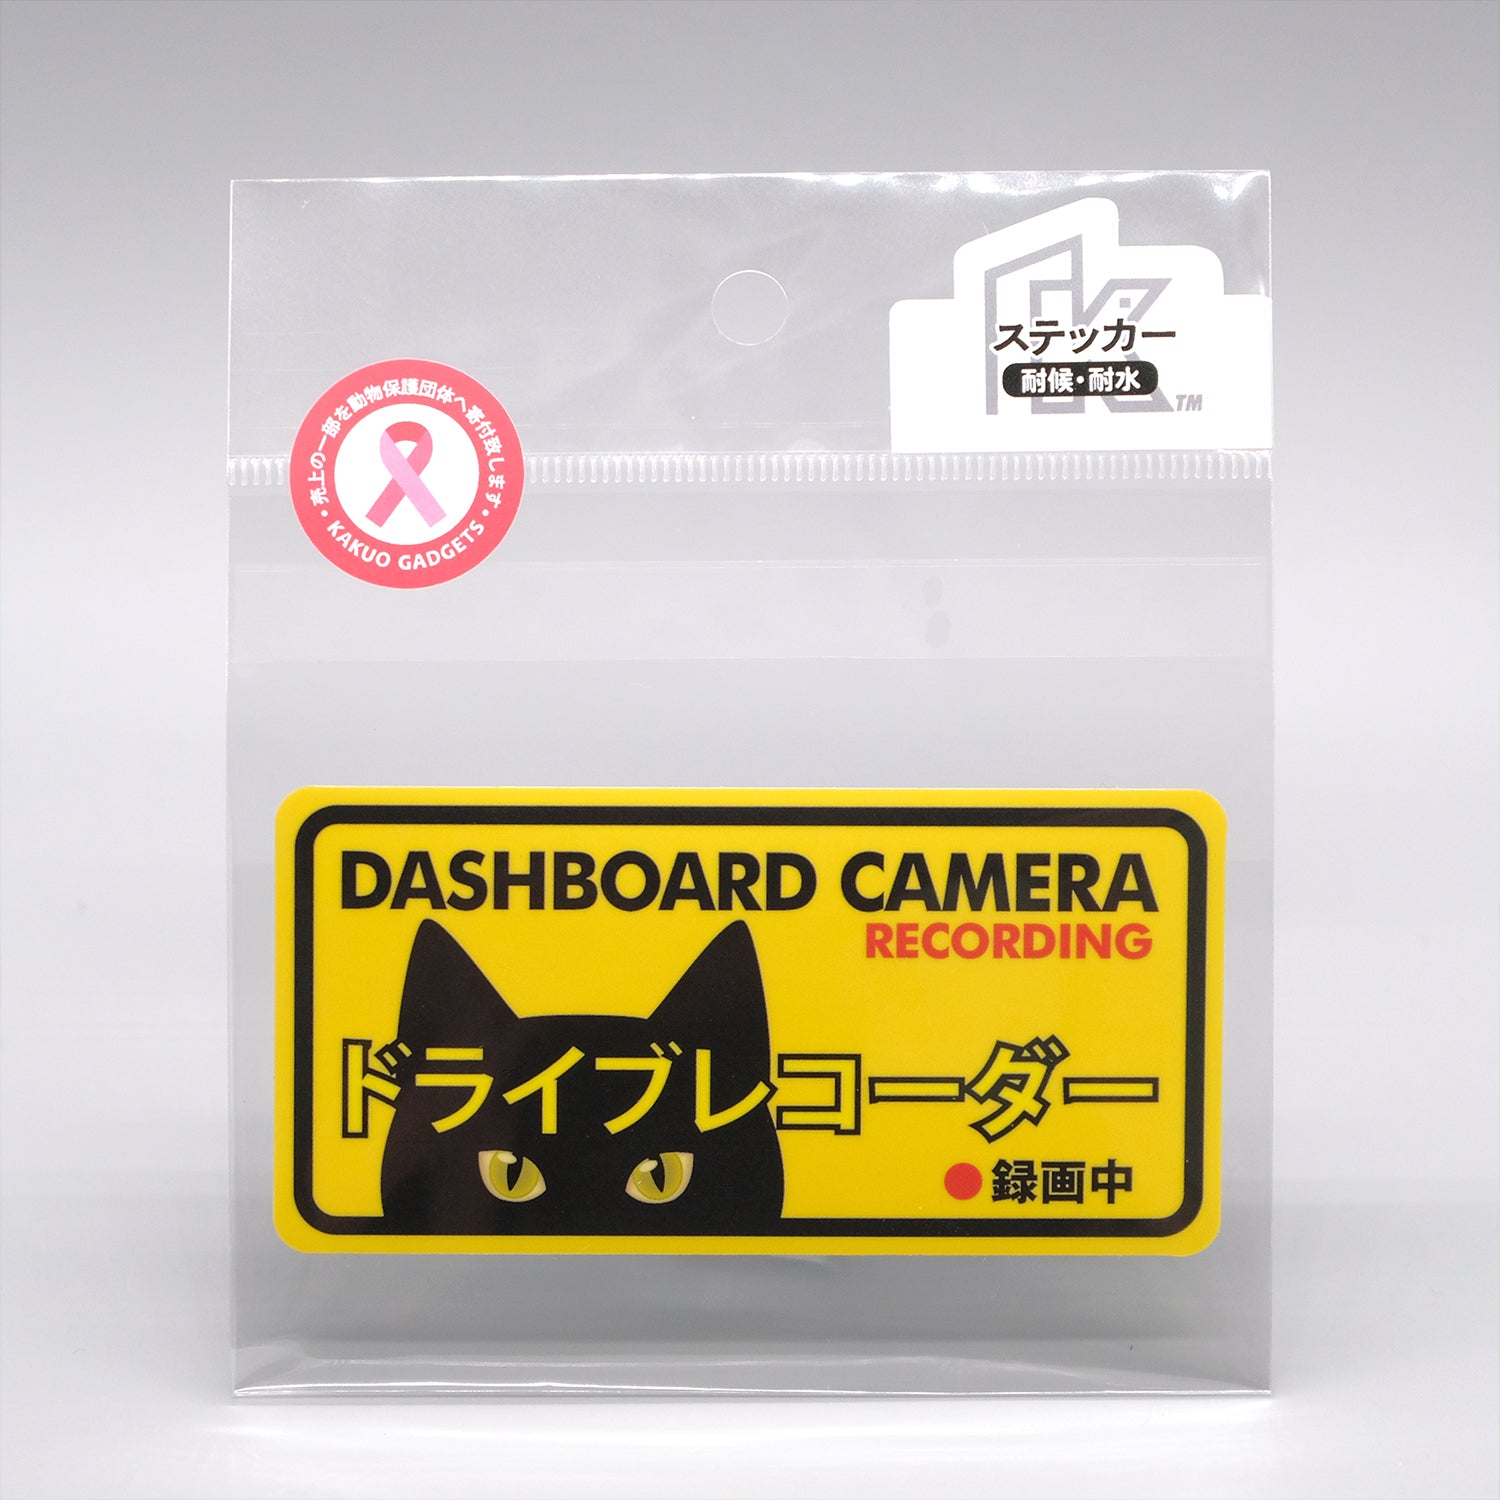 ステッカー
耐候・耐水
TM
売上の一部を動物保護団体へ寄付致します
・KAKUO GADGETS・
DASHBOARD CAMERA
RECORDING
ドライブレコーダー
●録画中